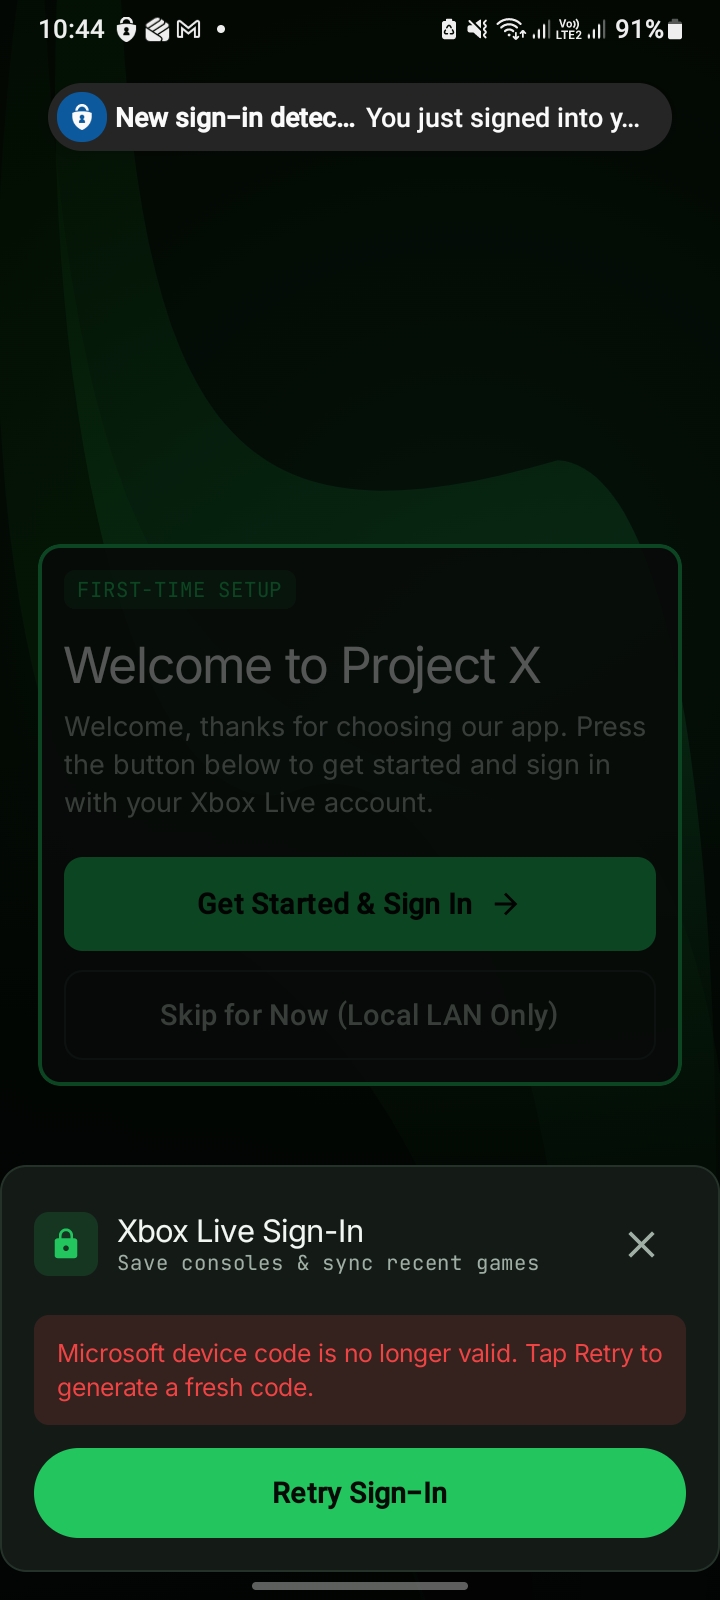 10:44
Vo))
LTE2
91%
New sign-in detec... You just signed into y...
FIRST-TIME SETUP
Welcome to Project X
Welcome, thanks for choosing our app. Press
the button below to get started and sign in
with your Xbox Live account.
Get Started & Sign In →
Skip for Now (Local LAN Only)
Xbox Live Sign-In
Save consoles & sync recent games
Microsoft device code is no longer valid. Tap Retry to
generate a fresh code.
Retry Sign-In